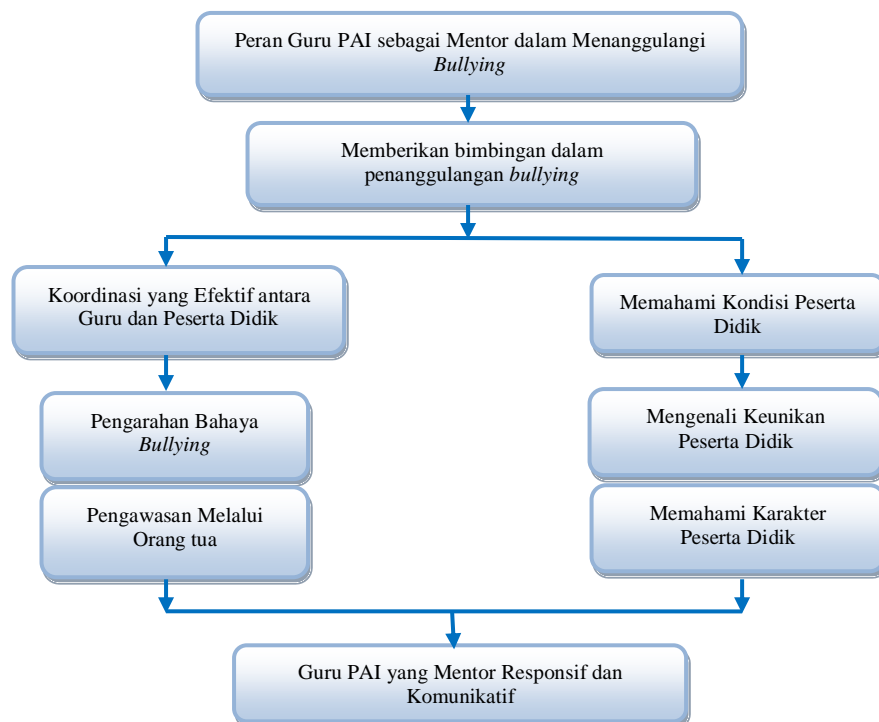 Peran Guru PAI sebagai Mentor dalam Menanggulangi
Bullying
Memberikan bimbingan dalam
penanggulangan bullying
Koordinasi yang Efektif antara
Guru dan Peserta Didik
Memahami Kondisi Peserta
Didik
Pengarahan Bahaya
Bullying
Mengenali Keunikan
Peserta Didik
Pengawasan Melalui
Orang tua
Memahami Karakter
Peserta Didik
Guru PAI yang Mentor Responsif dan
Komunikatif